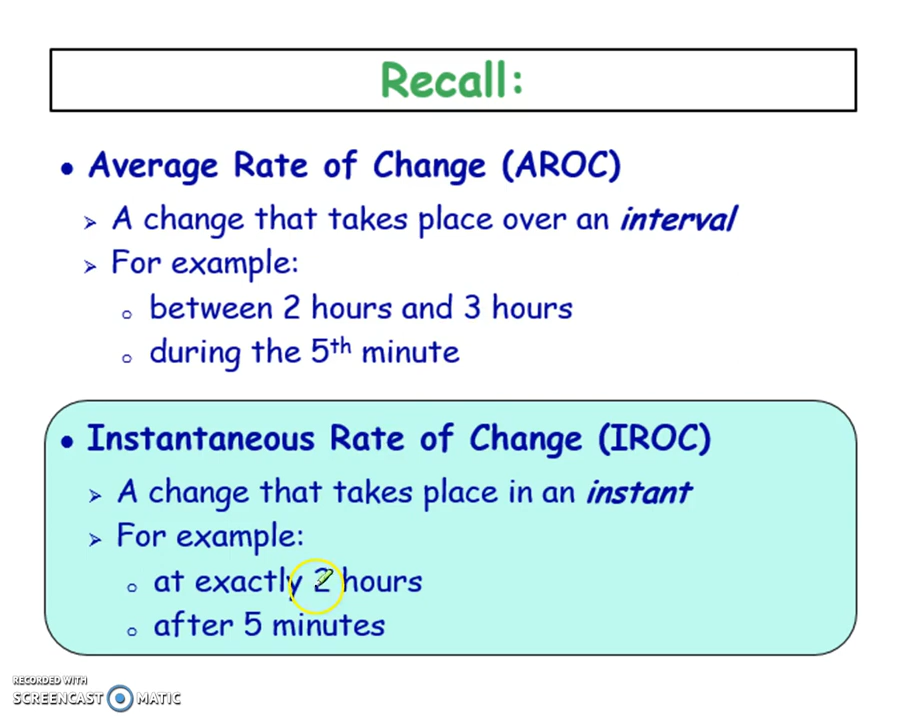 Recall:
• Average Rate of Change (AROC)
➢ A change that takes place over an interval
➢ For example:
○ between 2 hours and 3 hours
○ during the 5th minute
• Instantaneous Rate of Change (IROC)
➢ A change that takes place in an instant
➢ For example:
○ at exactly 2 hours
○ after 5 minutes
RECORDED WITH
SCREENCAST MATIC